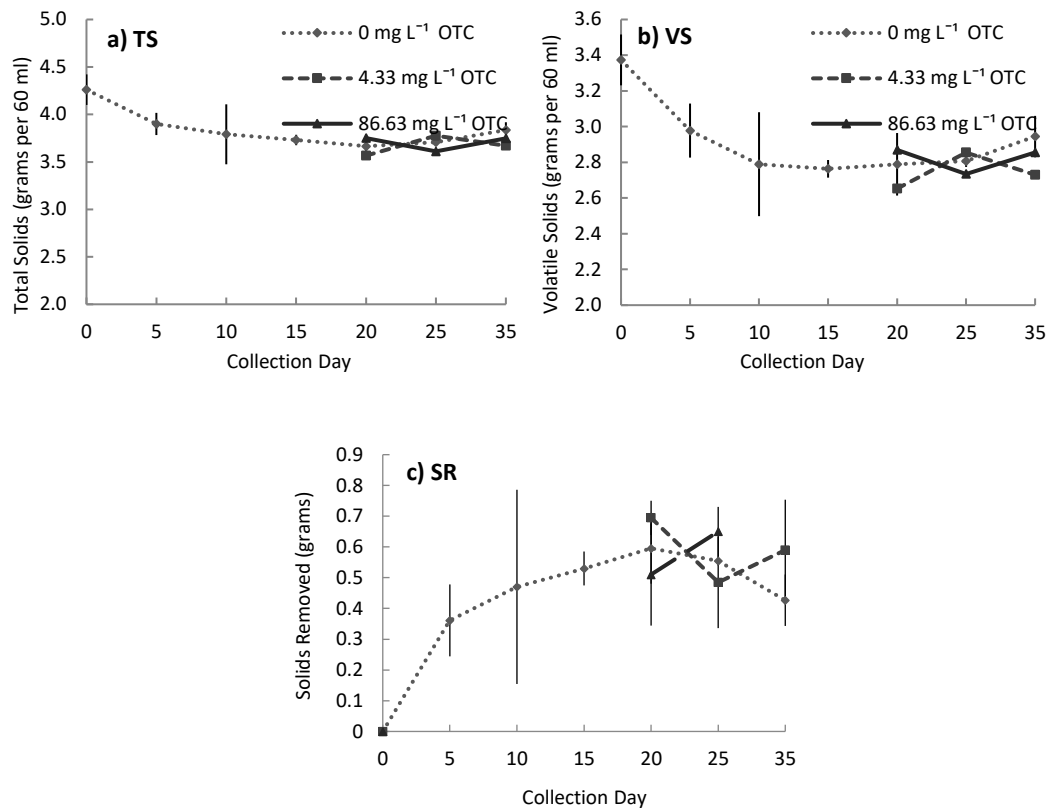 a) TS
0 mg L⁻¹ OTC
4.33 mg L⁻¹ OTC
86.63 mg L⁻¹ OTC
Total Solids (grams per 60 ml)
5.0
4.5
4.0
3.5
3.0
2.5
2.0
0 5 10 15 20 25 35
Collection Day
b) VS
0 mg L⁻¹ OTC
4.33 mg L⁻¹ OTC
86.63 mg L⁻¹ OTC
Volatile Solids (grams per 60 ml)
3.6
3.4
3.2
3.0
2.8
2.6
2.4
2.2
2.0
0 5 10 15 20 25 35
Collection Day
c) SR
Solids Removed (grams)
0.9
0.8
0.7
0.6
0.5
0.4
0.3
0.2
0.1
0
0 5 10 15 20 25 35
Collection Day